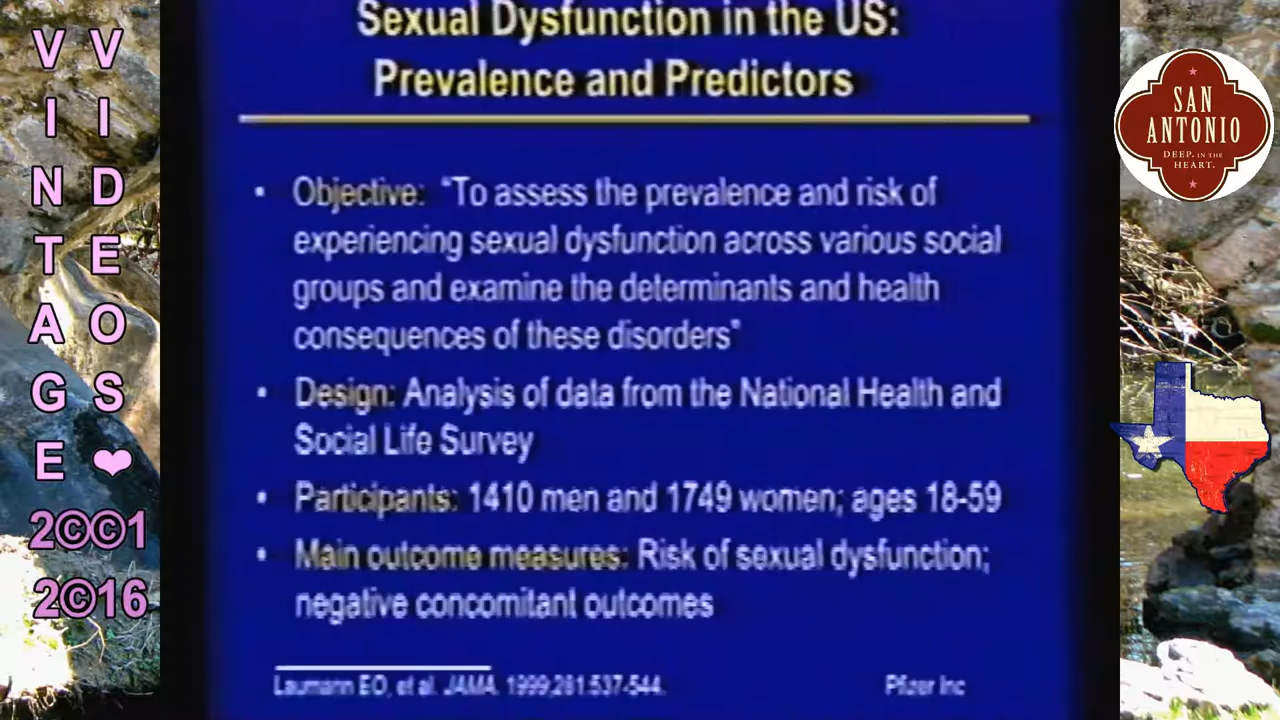 Sexual Dysfunction in the US:
Prevalence and Predictors
• Objective: "To assess the prevalence and risk of
experiencing sexual dysfunction across various social
groups and examine the determinants and health
consequences of these disorders"
• Design: Analysis of data from the National Health and
Social Life Survey
• Participants: 1410 men and 1749 women; ages 18-59
• Main outcome measures: Risk of sexual dysfunction;
negative concomitant outcomes
Laumann EO, et al. JAMA. 1999;281:537-544.
Pfizer Inc
VINTAGE
VIDEOS❤
2©©1
2©16
SAN
ANTONIO
DEEP. IN THE
HEART.